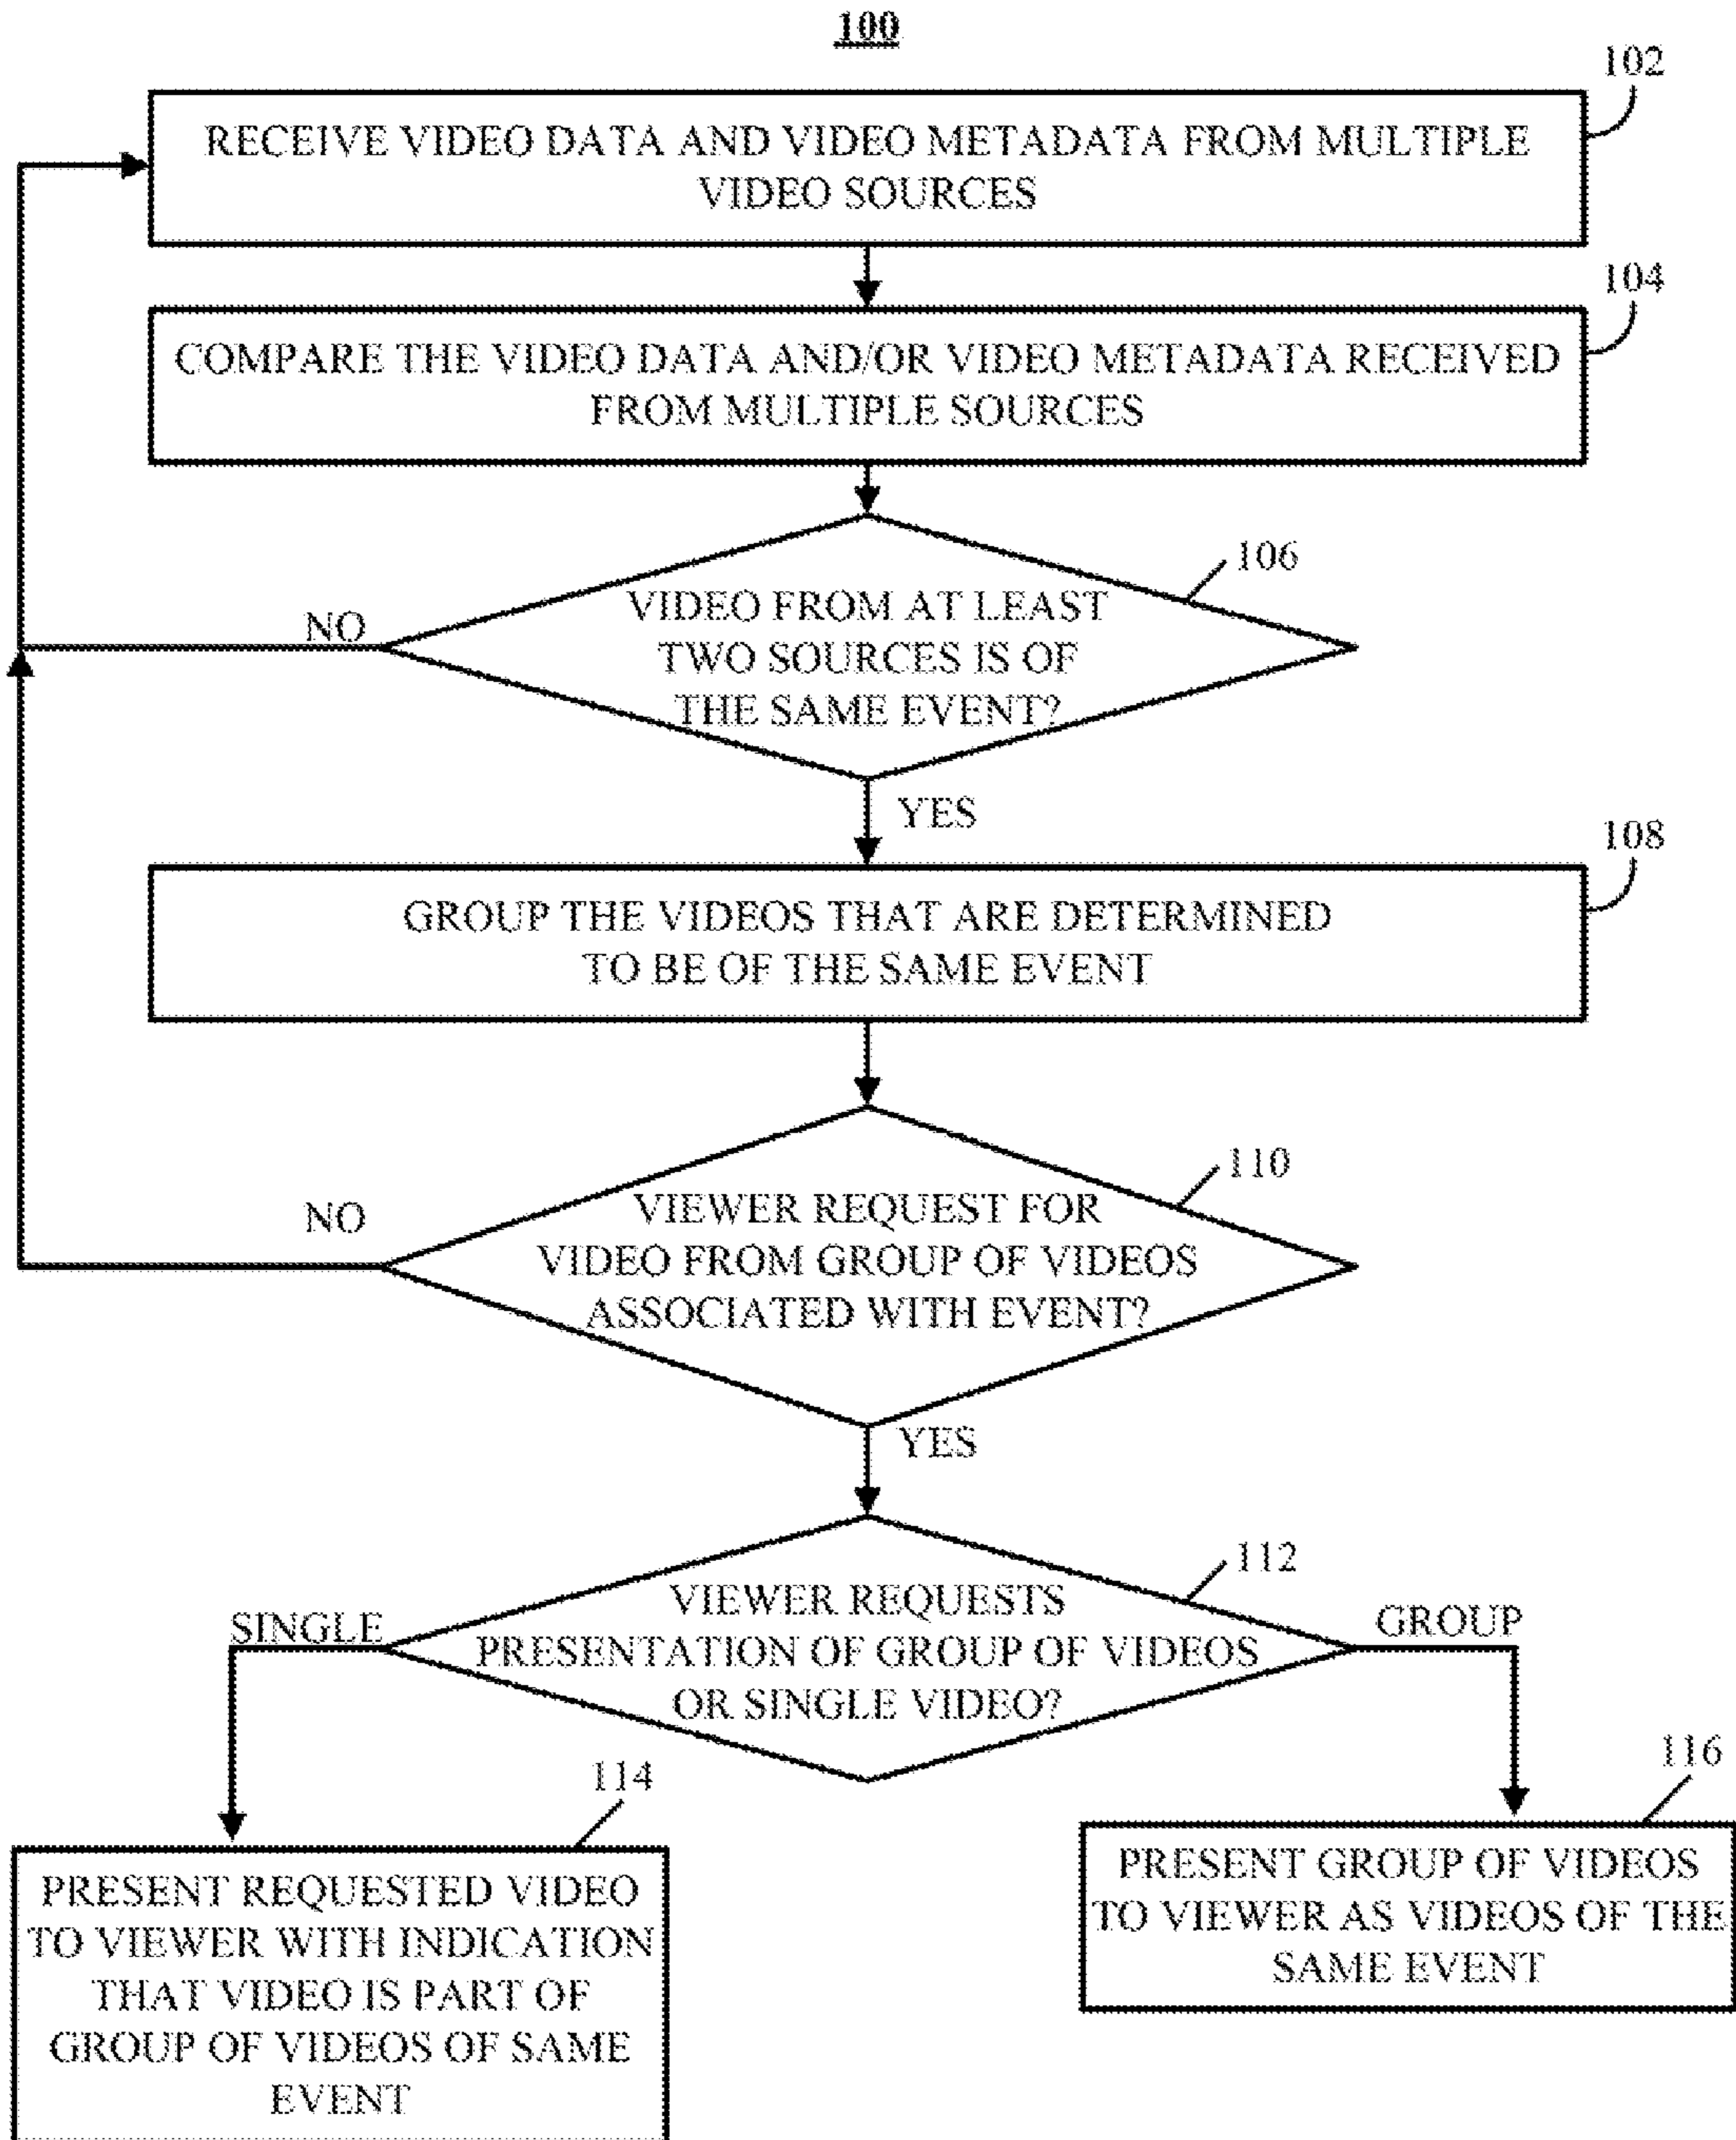 100
102
RECEIVE VIDEO DATA AND VIDEO METADATA FROM MULTIPLE
VIDEO SOURCES
104
COMPARE THE VIDEO DATA AND/OR VIDEO METADATA RECEIVED
FROM MULTIPLE SOURCES
106
VIDEO FROM AT LEAST
TWO SOURCES IS OF
THE SAME EVENT?
NO
YES
108
GROUP THE VIDEOS THAT ARE DETERMINED
TO BE OF THE SAME EVENT
110
VIEWER REQUEST FOR
VIDEO FROM GROUP OF VIDEOS
ASSOCIATED WITH EVENT?
NO
YES
112
VIEWER REQUESTS
PRESENTATION OF GROUP OF VIDEOS
OR SINGLE VIDEO?
SINGLE
GROUP
114
PRESENT REQUESTED VIDEO
TO VIEWER WITH INDICATION
THAT VIDEO IS PART OF
GROUP OF VIDEOS OF SAME
EVENT
116
PRESENT GROUP OF VIDEOS
TO VIEWER AS VIDEOS OF THE
SAME EVENT